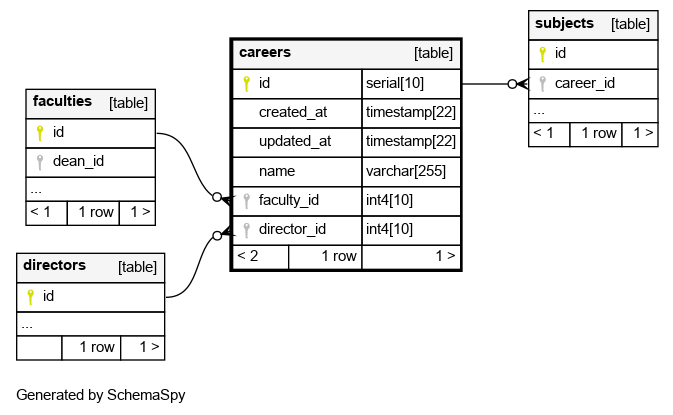 subjects [table]
id
career_id
...
< 1 1 row 1 >
careers [table]
id serial[10]
created_at timestamp[22]
updated_at timestamp[22]
name varchar[255]
faculty_id int4[10]
director_id int4[10]
< 2 1 row 1 >
faculties [table]
id
dean_id
...
< 1 1 row 1 >
directors [table]
id
...
1 row 1 >
Generated by SchemaSpy